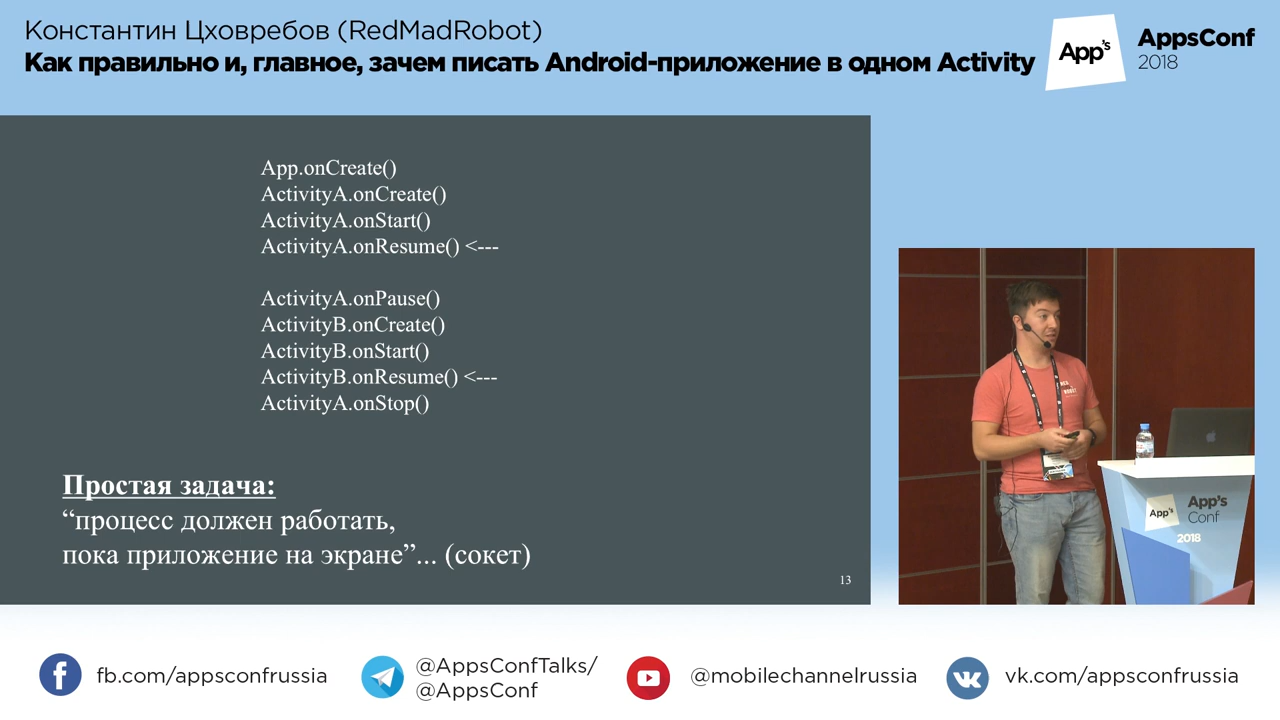 Константин Цховребов (RedMadRobot)
Как правильно и, главное, зачем писать Android-приложение в одном Activity
App's
AppsConf
2018
App.onCreate()
ActivityA.onCreate()
ActivityA.onStart()
ActivityA.onResume() <---
ActivityA.onPause()
ActivityB.onCreate()
ActivityB.onStart()
ActivityB.onResume() <---
ActivityA.onStop()
Простая задача:
“процесс должен работать,
пока приложение на экране”... (сокет)
13
App's
App's
Conf
2018
fb.com/appsconfrussia
@AppsConfTalks/
@AppsConf
@mobilechannelrussia
vk.com/appsconfrussia